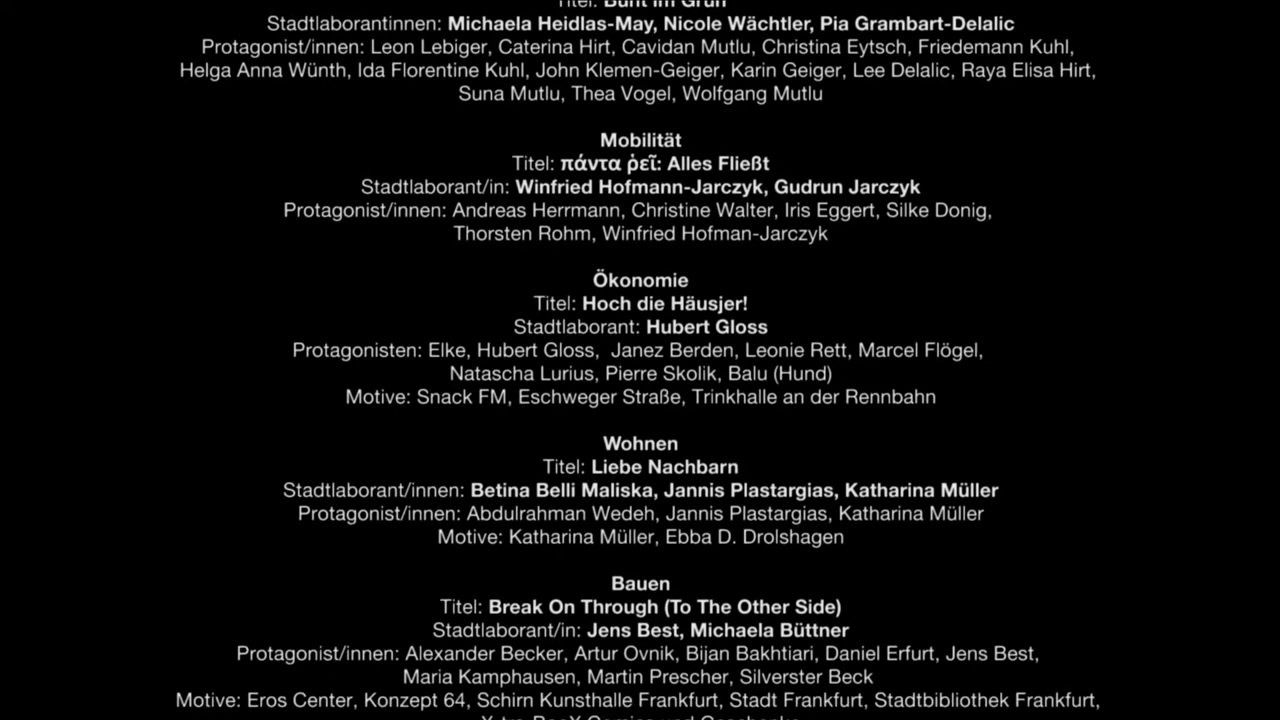 Titel: Bunt im Grün
Stadtlaborantinnen: Michaela Heidlas-May, Nicole Wächtler, Pia Grambart-Delalic
Protagonist/innen: Leon Lebiger, Caterina Hirt, Cavidan Mutlu, Christina Eytsch, Friedemann Kuhl,
Helga Anna Wünth, Ida Florentine Kuhl, John Klemen-Geiger, Karin Geiger, Lee Delalic, Raya Elisa Hirt,
Suna Mutlu, Thea Vogel, Wolfgang Mutlu
Mobilität
Titel: πάντα ῥεῖ: Alles Fließt
Stadtlaborant/in: Winfried Hofmann-Jarczyk, Gudrun Jarczyk
Protagonist/innen: Andreas Herrmann, Christine Walter, Iris Eggert, Silke Donig,
Thorsten Rohm, Winfried Hofman-Jarczyk
Ökonomie
Titel: Hoch die Häusjer!
Stadtlaborant: Hubert Gloss
Protagonisten: Elke, Hubert Gloss, Janez Berden, Leonie Rett, Marcel Flögel,
Natascha Lurius, Pierre Skolik, Balu (Hund)
Motive: Snack FM, Eschweger Straße, Trinkhalle an der Rennbahn
Wohnen
Titel: Liebe Nachbarn
Stadtlaborant/innen: Betina Belli Maliska, Jannis Plastargias, Katharina Müller
Protagonist/innen: Abdulrahman Wedeh, Jannis Plastargias, Katharina Müller
Motive: Katharina Müller, Ebba D. Drolshagen
Bauen
Titel: Break On Through (To The Other Side)
Stadtlaborant/in: Jens Best, Michaela Büttner
Protagonist/innen: Alexander Becker, Artur Ovnik, Bijan Bakhtiari, Daniel Erfurt, Jens Best,
Maria Kamphausen, Martin Prescher, Silverster Beck
Motive: Eros Center, Konzept 64, Schirn Kunsthalle Frankfurt, Stadt Frankfurt, Stadtbibliothek Frankfurt,